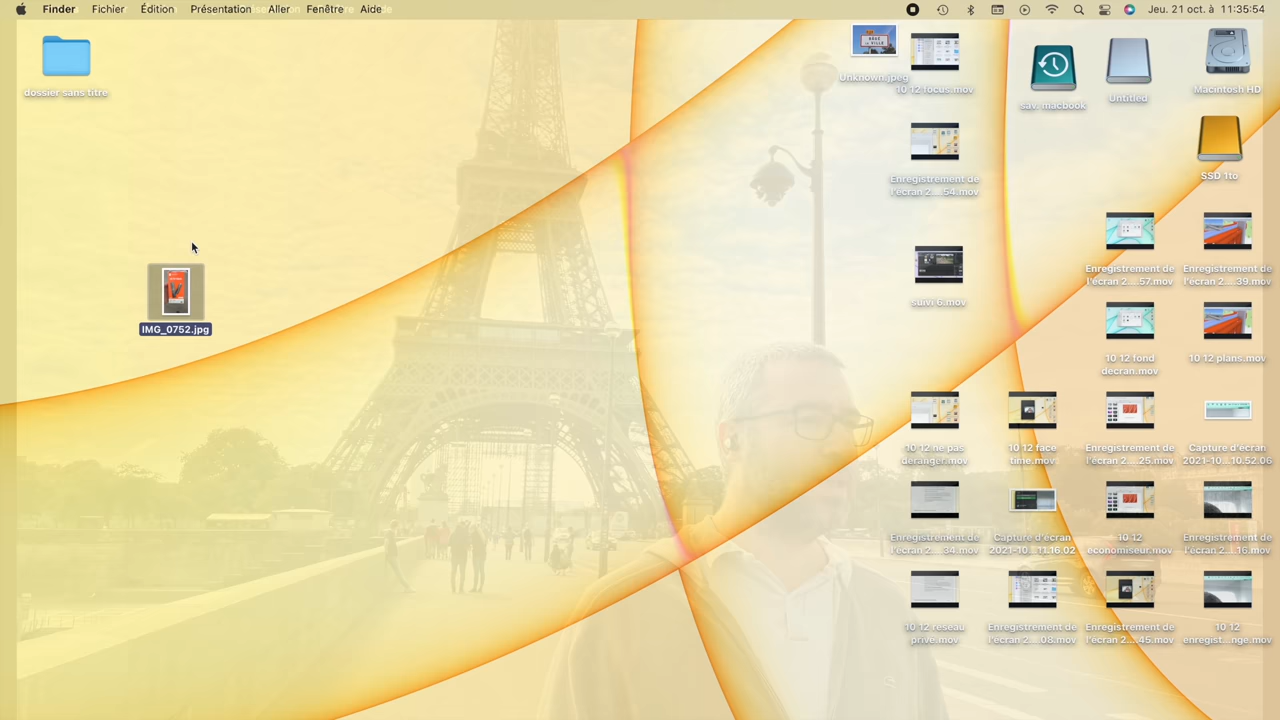 Finder Fichier Édition Présentation Aller Fenêtre Aide
Jeu. 21 oct. à 11:35:54
dossier sans titre
IMG_0752.jpg
Unknown.jpeg
10 12 focus.mov
sav. macbook
Untitled
Macintosh HD
SSD 1to
Enregistrement de
l'écran 2....54.mov
suivi 6.mov
Enregistrement de
l'écran 2....57.mov
Enregistrement de
l'écran 2....39.mov
10 12 fond
decran.mov
10 12 plans.mov
10 12 ne pas
deranger.mov
10 12 face
time.mov
Enregistrement de
l'écran 2....25.mov
Capture d'écran
2021-10...10.52.06
Enregistrement de
l'écran 2....34.mov
Capture d'écran
2021-10...11.16.02
10 12
economiseur.mov
Enregistrement de
l'écran 2....16.mov
10 12 reseau
prive.mov
Enregistrement de
l'écran 2....08.mov
Enregistrement de
l'écran 2....45.mov
10 12
enregist...nge.mov